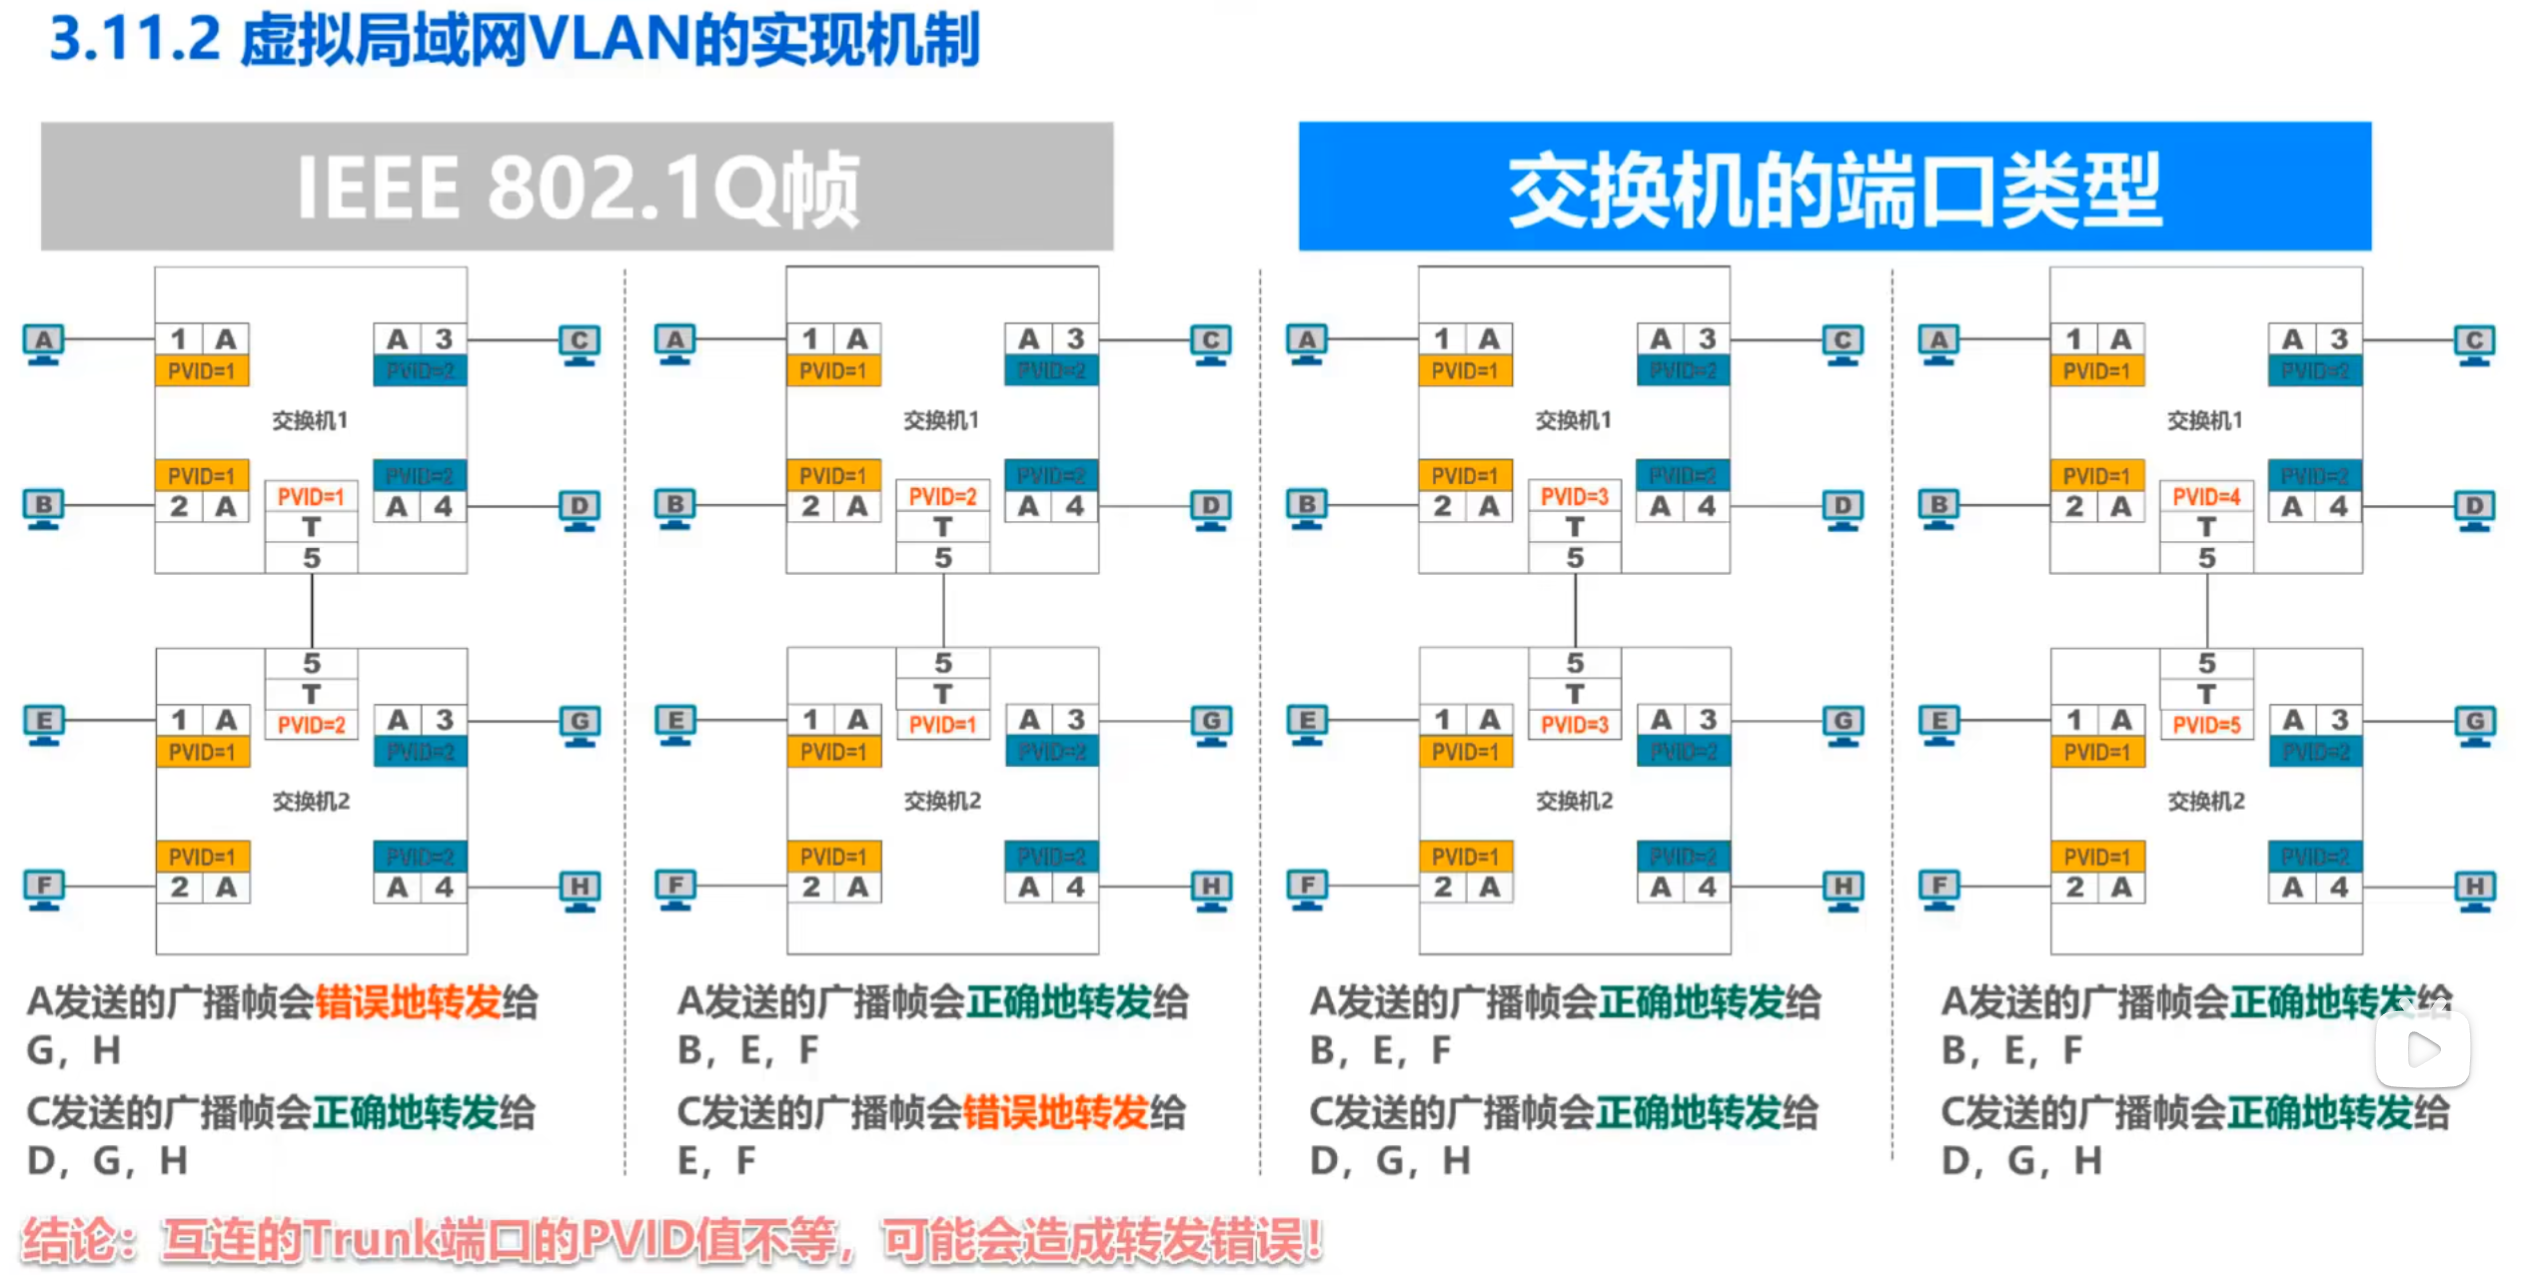 3.11.2 虚拟局域网VLAN的实现机制
IEEE 802.1Q帧
交换机的端口类型
A
1 A
PVID=1
A 3
PVID=2
C
交换机1
B
PVID=1
2 A
PVID=1
T
5
PVID=2
A 4
D
5
T
PVID=2
E
1 A
PVID=1
A 3
PVID=2
G
交换机2
F
PVID=1
2 A
PVID=2
A 4
H
A发送的广播帧会错误地转发给
G，H
C发送的广播帧会正确地转发给
D，G，H
A
1 A
PVID=1
A 3
PVID=2
C
交换机1
B
PVID=1
2 A
PVID=2
T
5
PVID=2
A 4
D
5
T
PVID=1
E
1 A
PVID=1
A 3
PVID=2
G
交换机2
F
PVID=1
2 A
PVID=2
A 4
H
A发送的广播帧会正确地转发给
B，E，F
C发送的广播帧会错误地转发给
E，F
A
1 A
PVID=1
A 3
PVID=2
C
交换机1
B
PVID=1
2 A
PVID=3
T
5
PVID=2
A 4
D
5
T
PVID=3
E
1 A
PVID=1
A 3
PVID=2
G
交换机2
F
PVID=1
2 A
PVID=2
A 4
H
A发送的广播帧会正确地转发给
B，E，F
C发送的广播帧会正确地转发给
D，G，H
A
1 A
PVID=1
A 3
PVID=2
C
交换机1
B
PVID=1
2 A
PVID=4
T
5
PVID=2
A 4
D
5
T
PVID=5
E
1 A
PVID=1
A 3
PVID=2
G
交换机2
F
PVID=1
2 A
PVID=2
A 4
H
A发送的广播帧会正确地转发给
B，E，F
C发送的广播帧会正确地转发给
D，G，H
结论：互连的Trunk端口的PVID值不等，可能会造成转发错误！